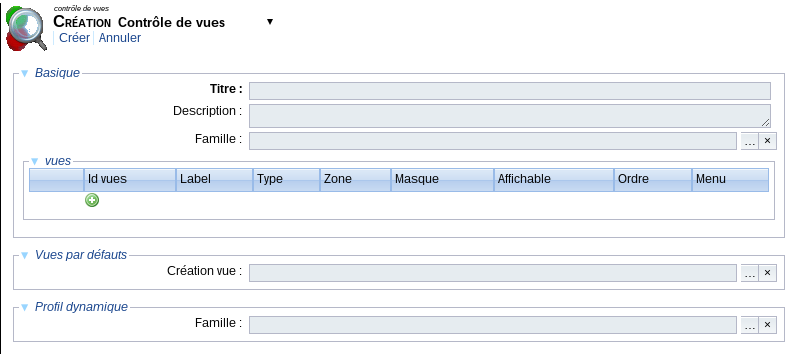 contrôle de vues
CRÉATION Contrôle de vues ▼
Créer Annuler
Basique
Titre :
Description :
Famille : ... ×
vues
Id vues Label Type Zone Masque Affichable Ordre Menu
Vues par défauts
Création vue : ... ×
Profil dynamique
Famille : ... ×